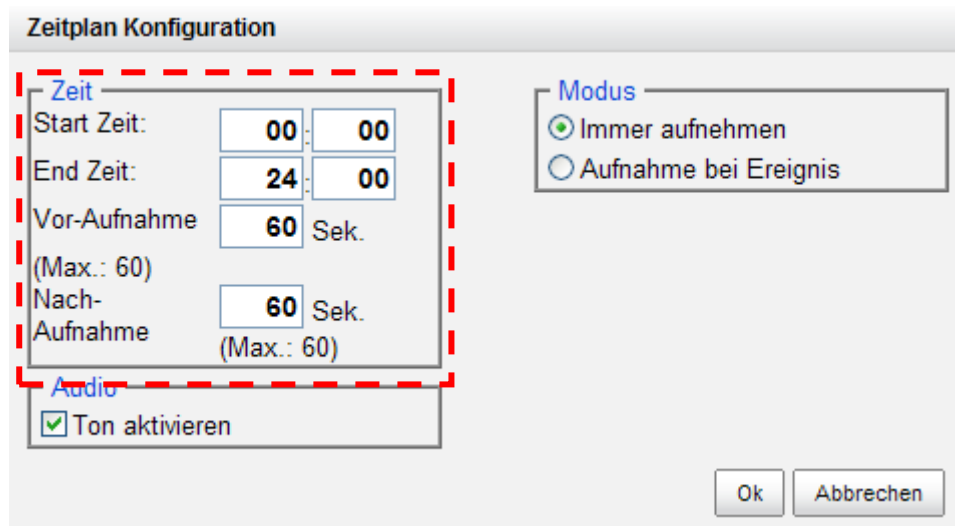 Zeitplan Konfiguration
Zeit
Start Zeit: 00 : 00
End Zeit: 24 : 00
Vor-Aufnahme 60 Sek.
(Max.: 60)
Nach-
Aufnahme 60 Sek.
(Max.: 60)
Audio
Ton aktivieren
Modus
Immer aufnehmen
Aufnahme bei Ereignis
Ok Abbrechen